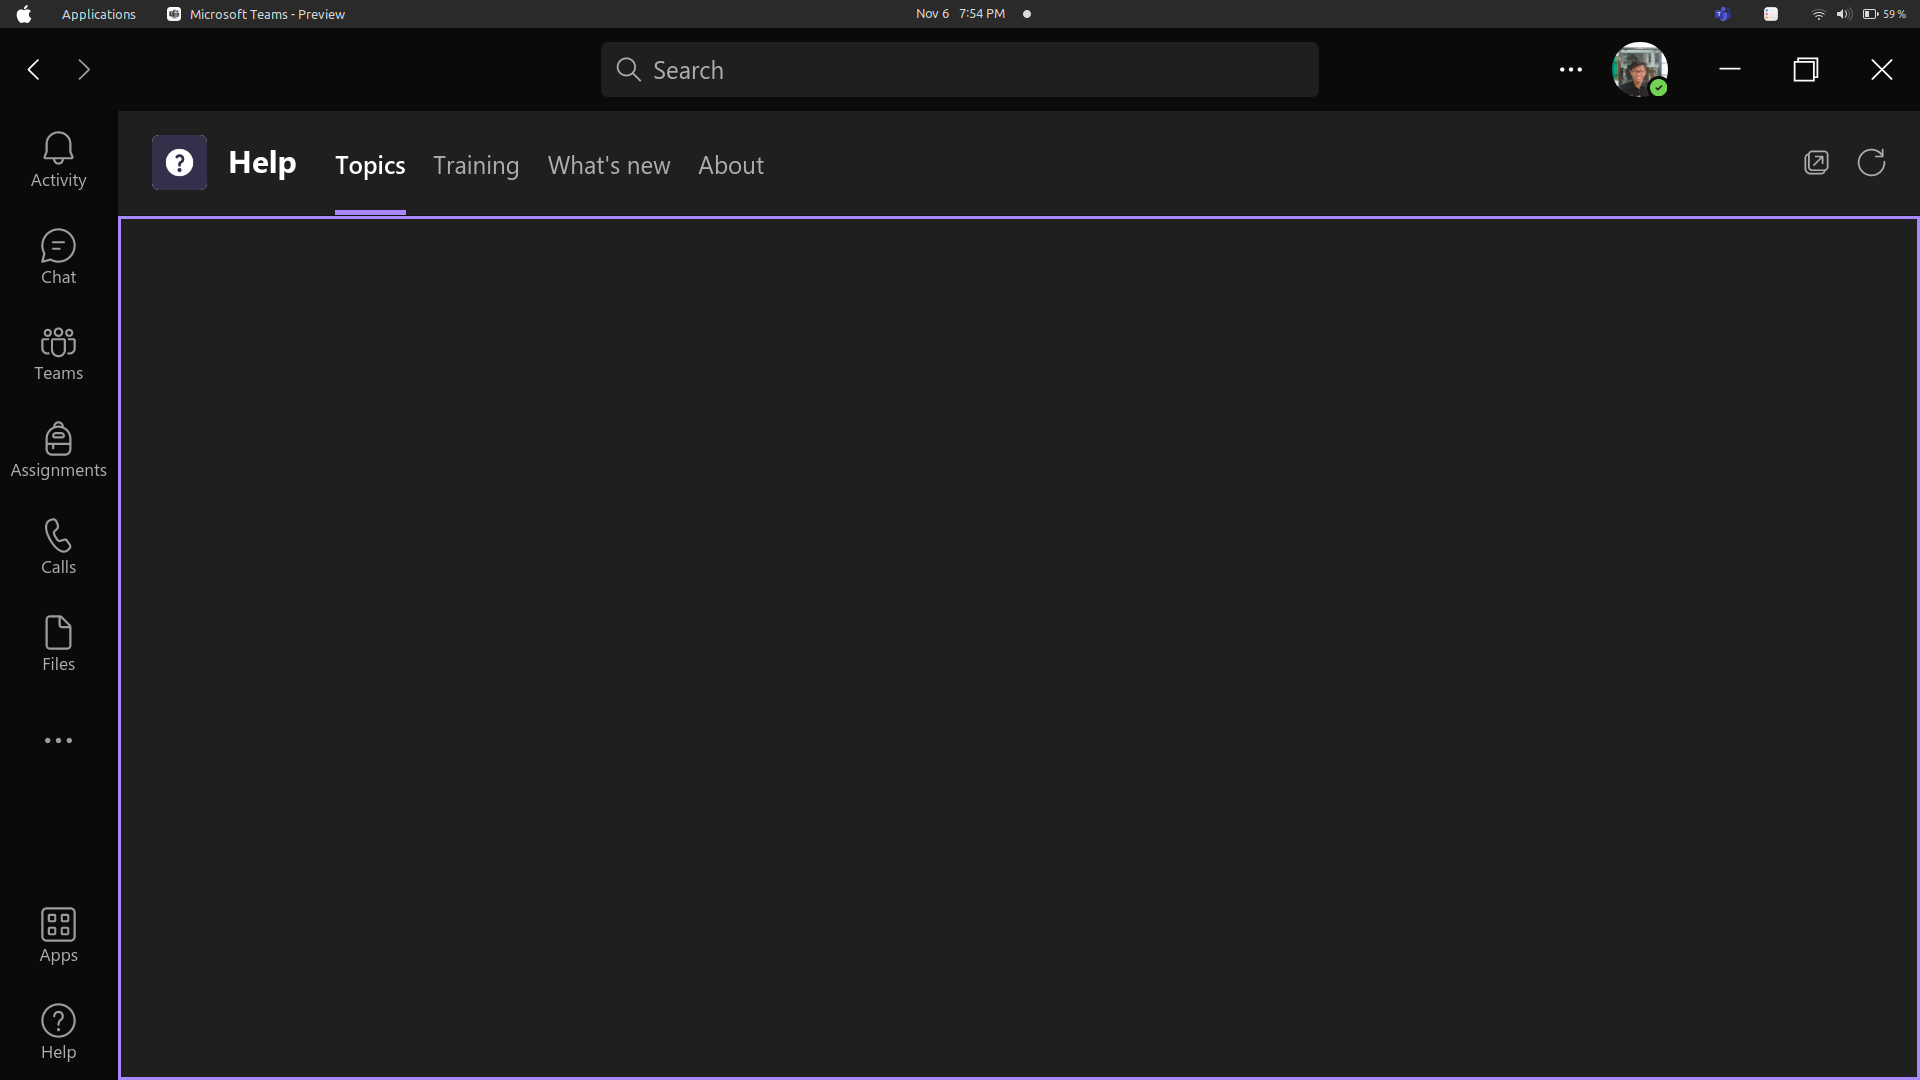 Applications
Microsoft Teams - Preview
Nov 6 7:54 PM
59 %
Search
Activity
Chat
Teams
Assignments
Calls
Files
Apps
Help
Help
Topics
Training
What's new
About